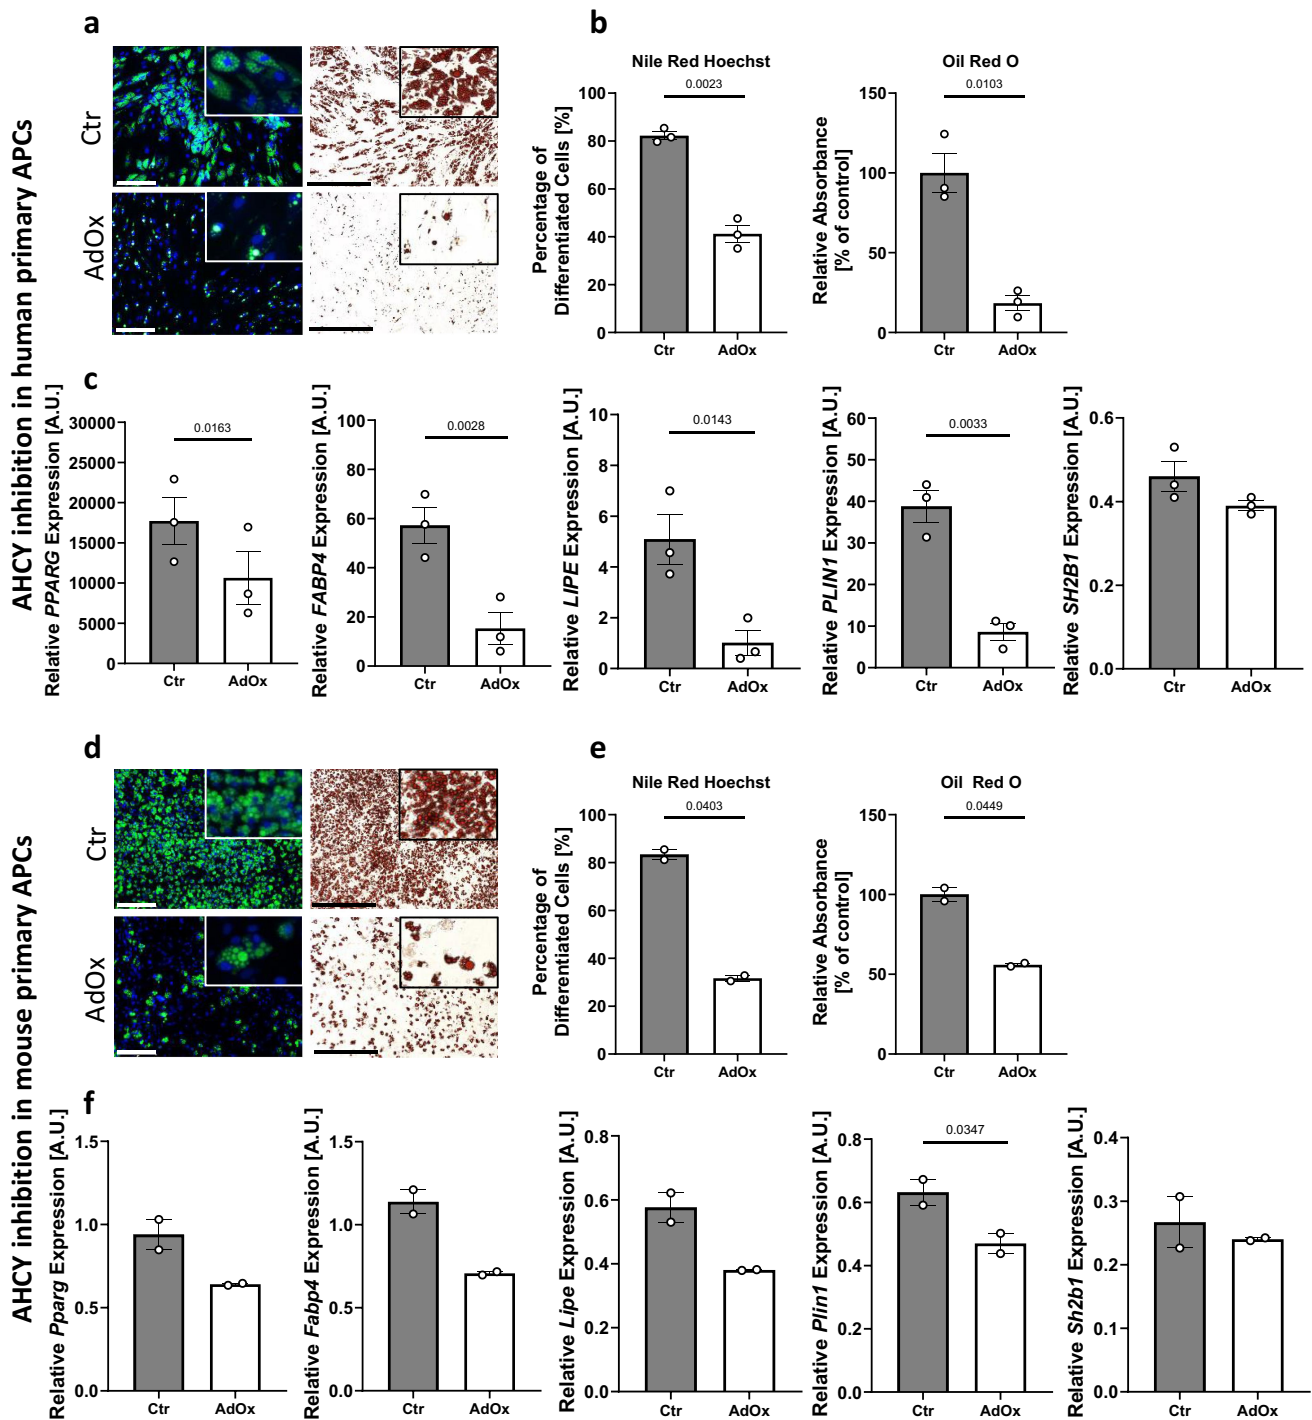 AHCY inhibition in human primary APCs
a
Ctr
AdOx
b
Nile Red Hoechst
0.0023
Percentage of
Differentiated Cells [%]
100
80
60
40
20
0
Ctr AdOx
Oil Red O
0.0103
Relative Absorbance
[% of control]
150
100
50
0
Ctr AdOx
c
Relative PPARG Expression [A.U.]
30000
25000
20000
15000
10000
5000
0
0.0163
Ctr AdOx
Relative FABP4 Expression [A.U.]
100
80
60
40
20
0
0.0028
Ctr AdOx
Relative LIPE Expression [A.U.]
10
8
6
4
2
0
0.0143
Ctr AdOx
Relative PLIN1 Expression [A.U.]
60
50
40
30
20
10
0
0.0033
Ctr AdOx
Relative SH2B1 Expression [A.U.]
0.6
0.4
0.2
0.0
Ctr AdOx
AHCY inhibition in mouse primary APCs
d
Ctr
AdOx
e
Nile Red Hoechst
0.0403
Percentage of
Differentiated Cells [%]
100
80
60
40
20
0
Ctr AdOx
Oil Red O
0.0449
Relative Absorbance
[% of control]
150
100
50
0
Ctr AdOx
f
Relative Pparg Expression [A.U.]
1.5
1.0
0.5
0.0
Ctr AdOx
Relative Fabp4 Expression [A.U.]
1.5
1.0
0.5
0.0
Ctr AdOx
Relative Lipe Expression [A.U.]
0.8
0.6
0.4
0.2
0.0
Ctr AdOx
Relative Plin1 Expression [A.U.]
0.8
0.6
0.4
0.2
0.0
0.0347
Ctr AdOx
Relative Sh2b1 Expression [A.U.]
0.4
0.3
0.2
0.1
0.0
Ctr AdOx